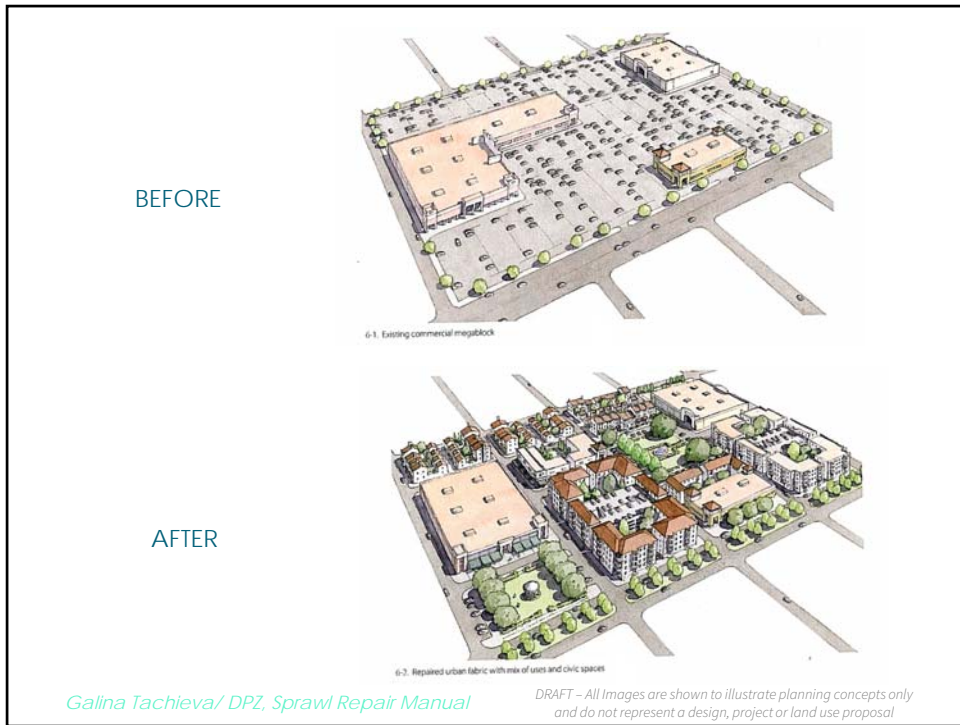 BEFORE
6-1. Existing commercial megablock
AFTER
6-2. Repaired urban fabric with mix of uses and civic spaces
Galina Tachieva/ DPZ, Sprawl Repair Manual
DRAFT – All Images are shown to illustrate planning concepts only
and do not represent a design, project or land use proposal